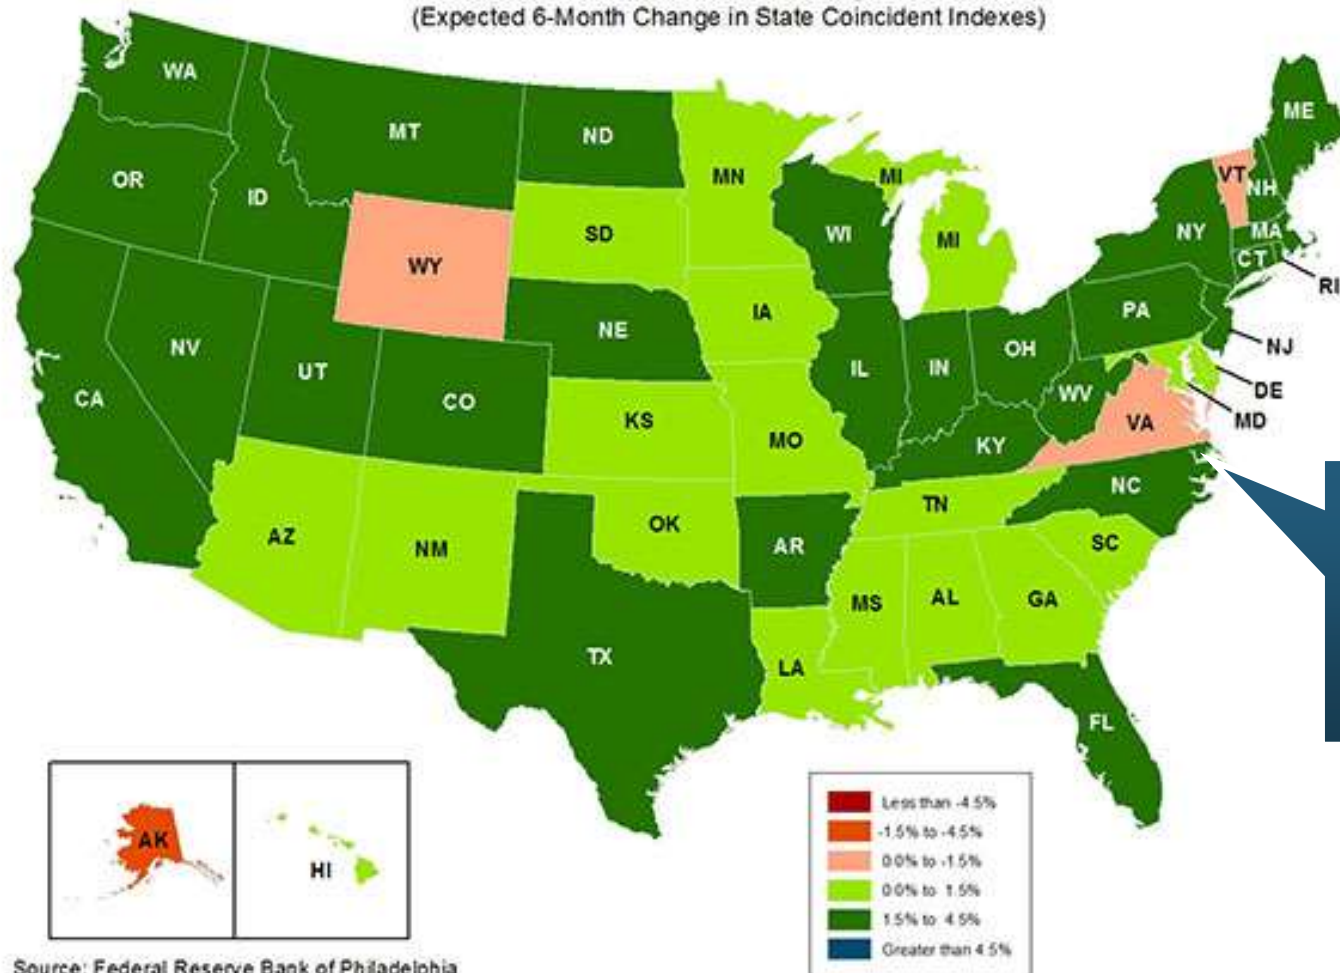 (Expected 6-Month Change in State Coincident Indexes)
WA
MT
ND
MN
MI
ME
VT
NH
OR
ID
SD
WI
MI
NY
MA
CT
RI
WY
IA
PA
NV
NE
NJ
UT
IL
IN
OH
CA
CO
WV
DE
KS
MO
KY
VA
MD
NC
AZ
NM
OK
TN
AR
SC
MS
AL
GA
TX
LA
FL
AK
HI
Less than -4.5%
-1.5% to -4.5%
0.0% to -1.5%
0.0% to 1.5%
1.5% to 4.5%
Greater than 4.5%
Source: Federal Reserve Bank of Philadelphia